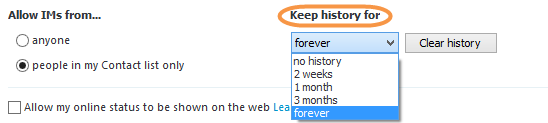 Allow IMs from...
Keep history for
anyone
forever
Clear history
people in my Contact list only
no history
2 weeks
1 month
3 months
forever
Allow my online status to be shown on the web